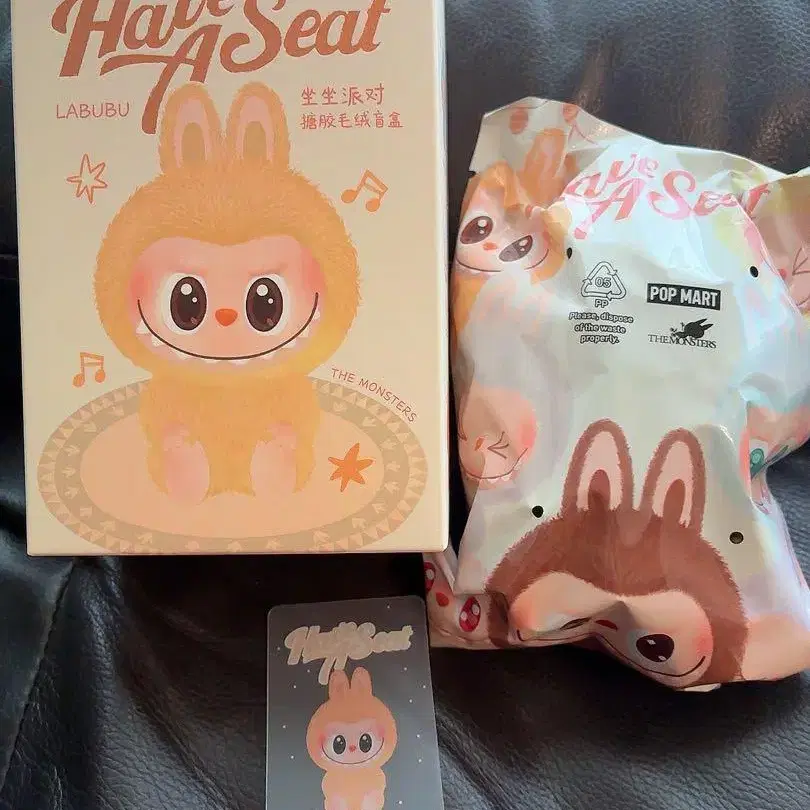 Have
A Seat
LABUBU
坐坐派对
搪胶毛绒盲盒
THE MONSTERS
Have
A Seat
05
PP
Please, dispose
of the waste
properly.
POP MART
THE MONSTERS
Have
A Seat